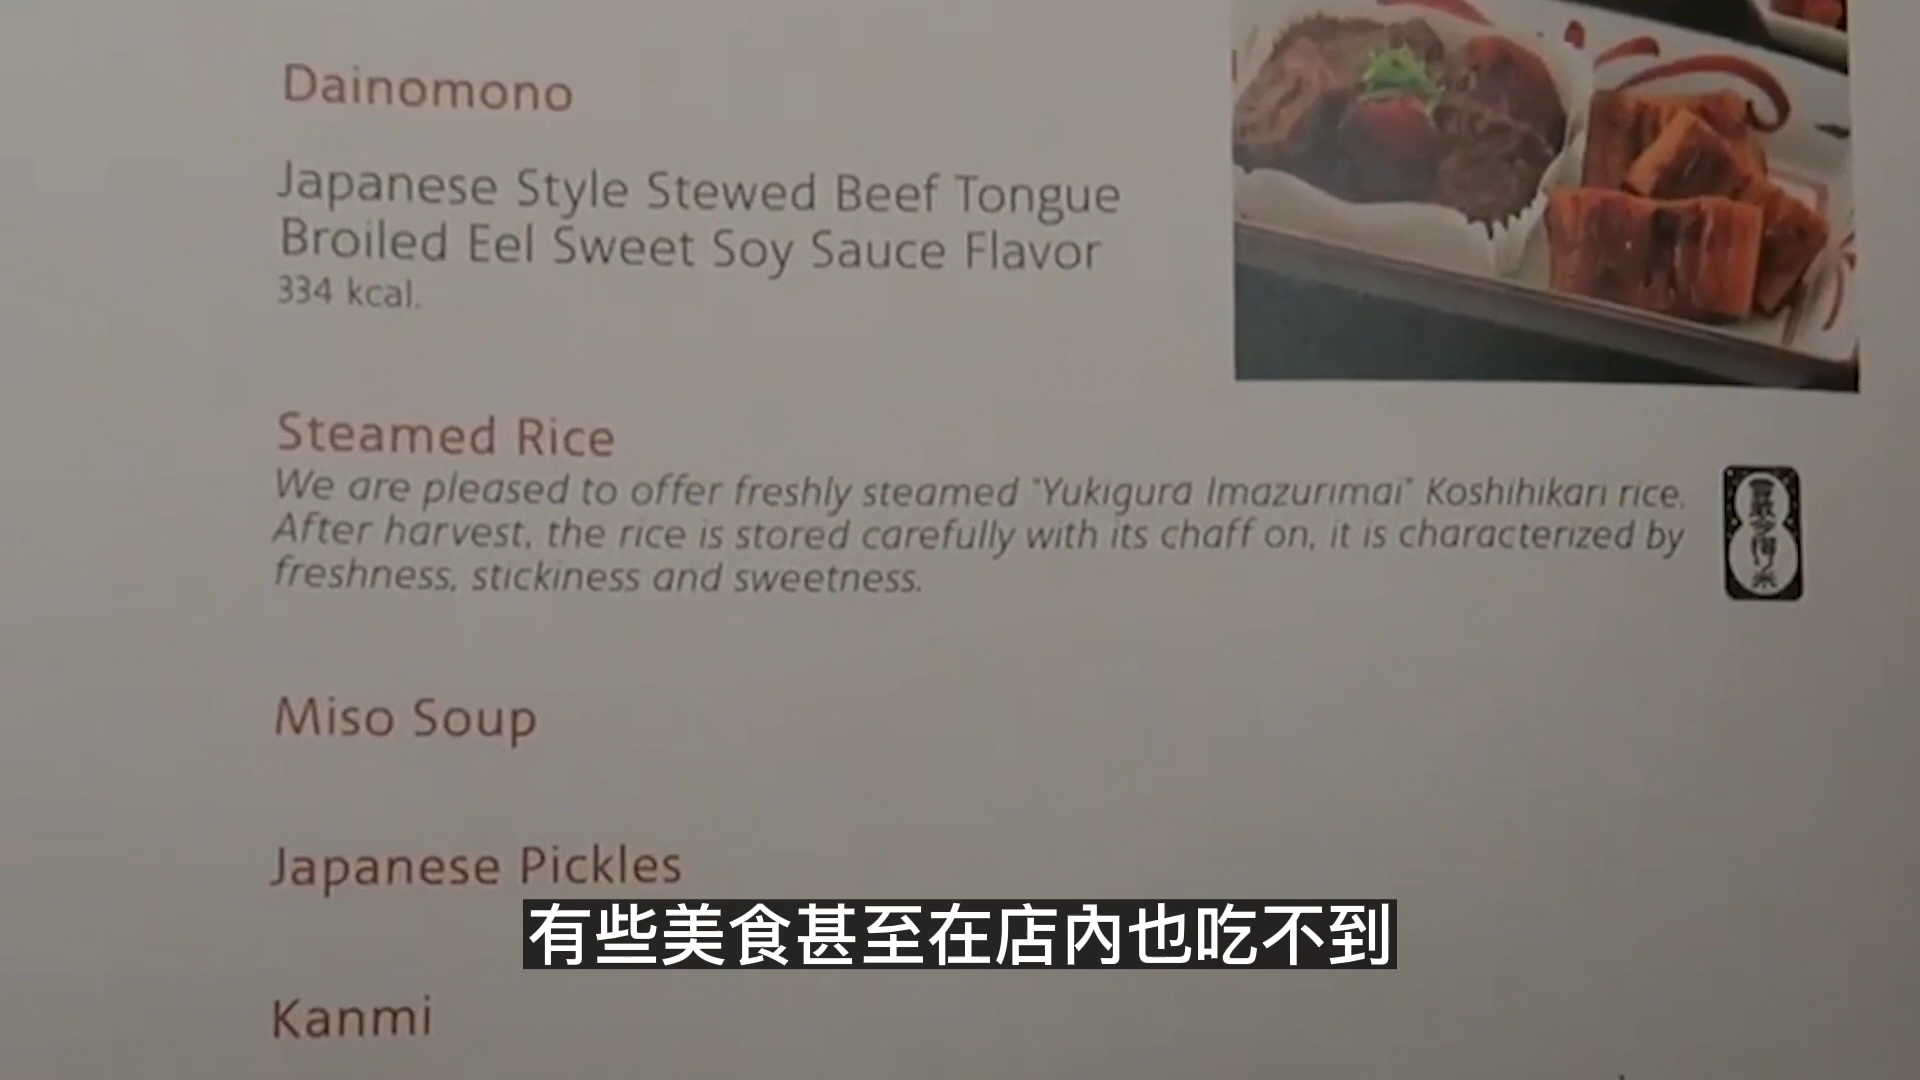 Dainomono
Japanese Style Stewed Beef Tongue
Broiled Eel Sweet Soy Sauce Flavor
334 kcal.
Steamed Rice
We are pleased to offer freshly steamed "Yukigura Imazurimai" Koshihikari rice.
After harvest, the rice is stored carefully with its chaff on, it is characterized by
freshness, stickiness and sweetness.
Miso Soup
Japanese Pickles
有些美食甚至在店內也吃不到
Kanmi